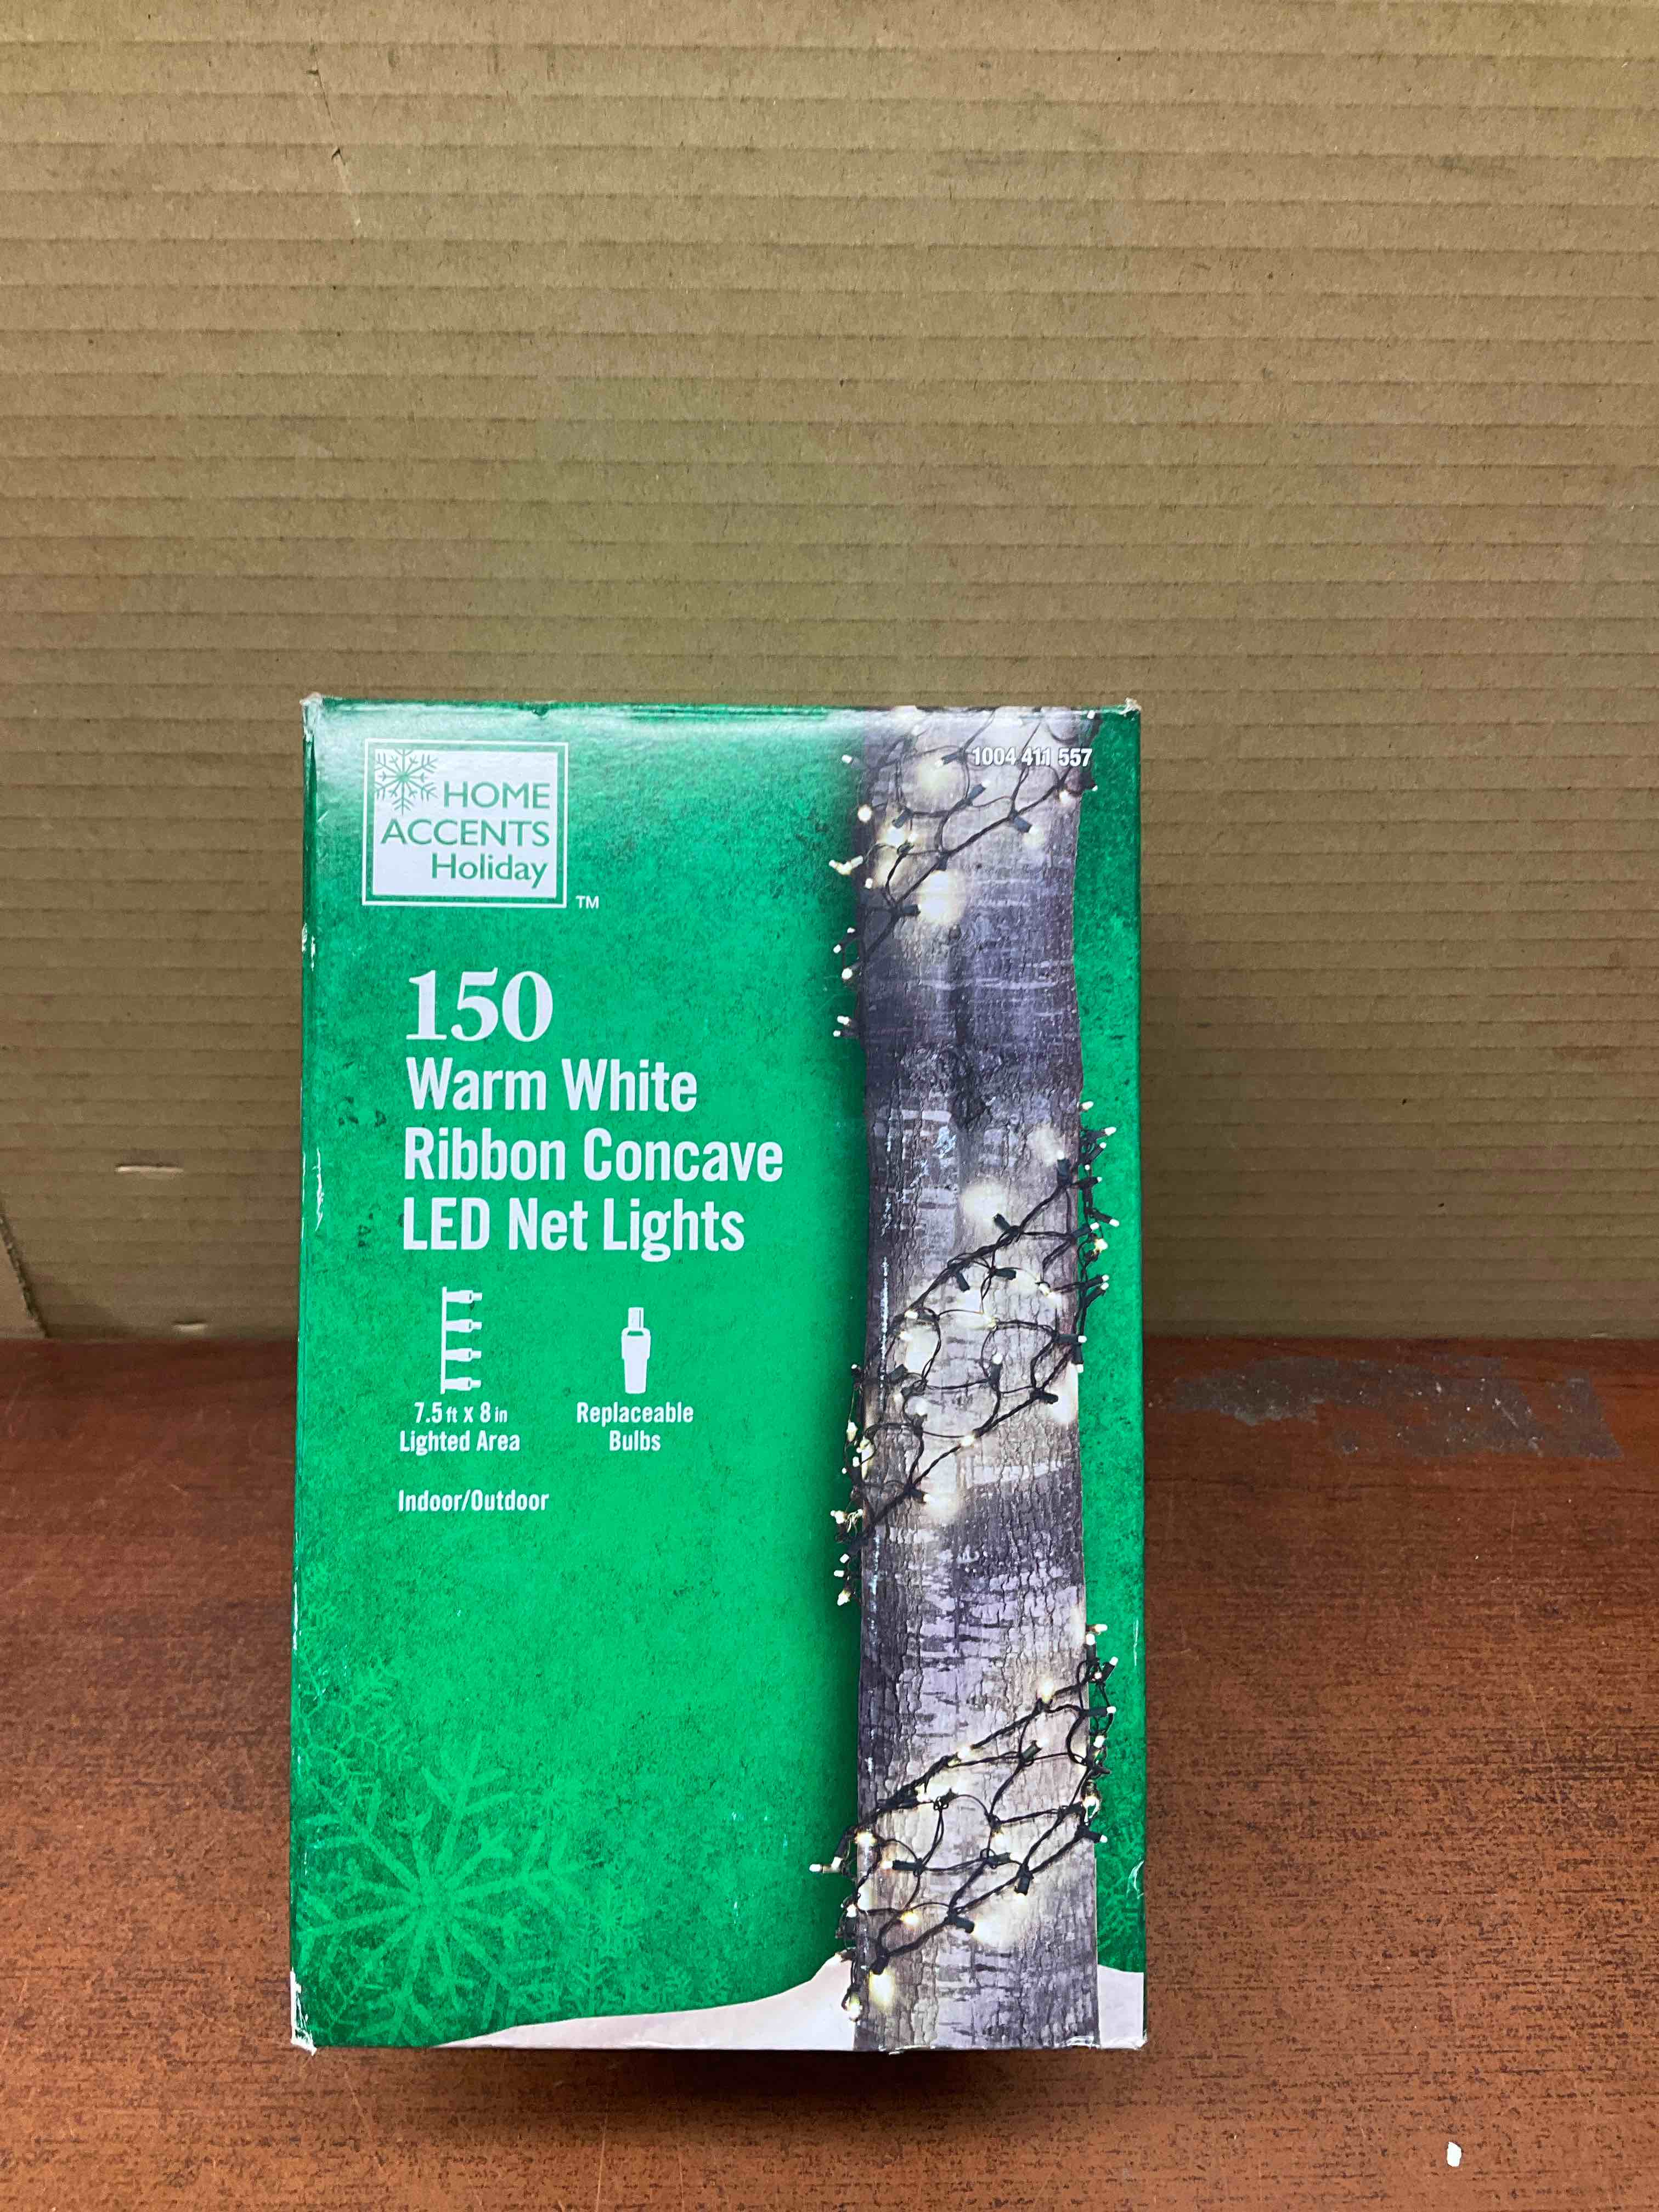 HOME
ACCENTS
Holiday
TM
1004 411 557
150
Warm White
Ribbon Concave
LED Net Lights
7.5 ft x 8 in
Lighted Area
Replaceable
Bulbs
Indoor/Outdoor